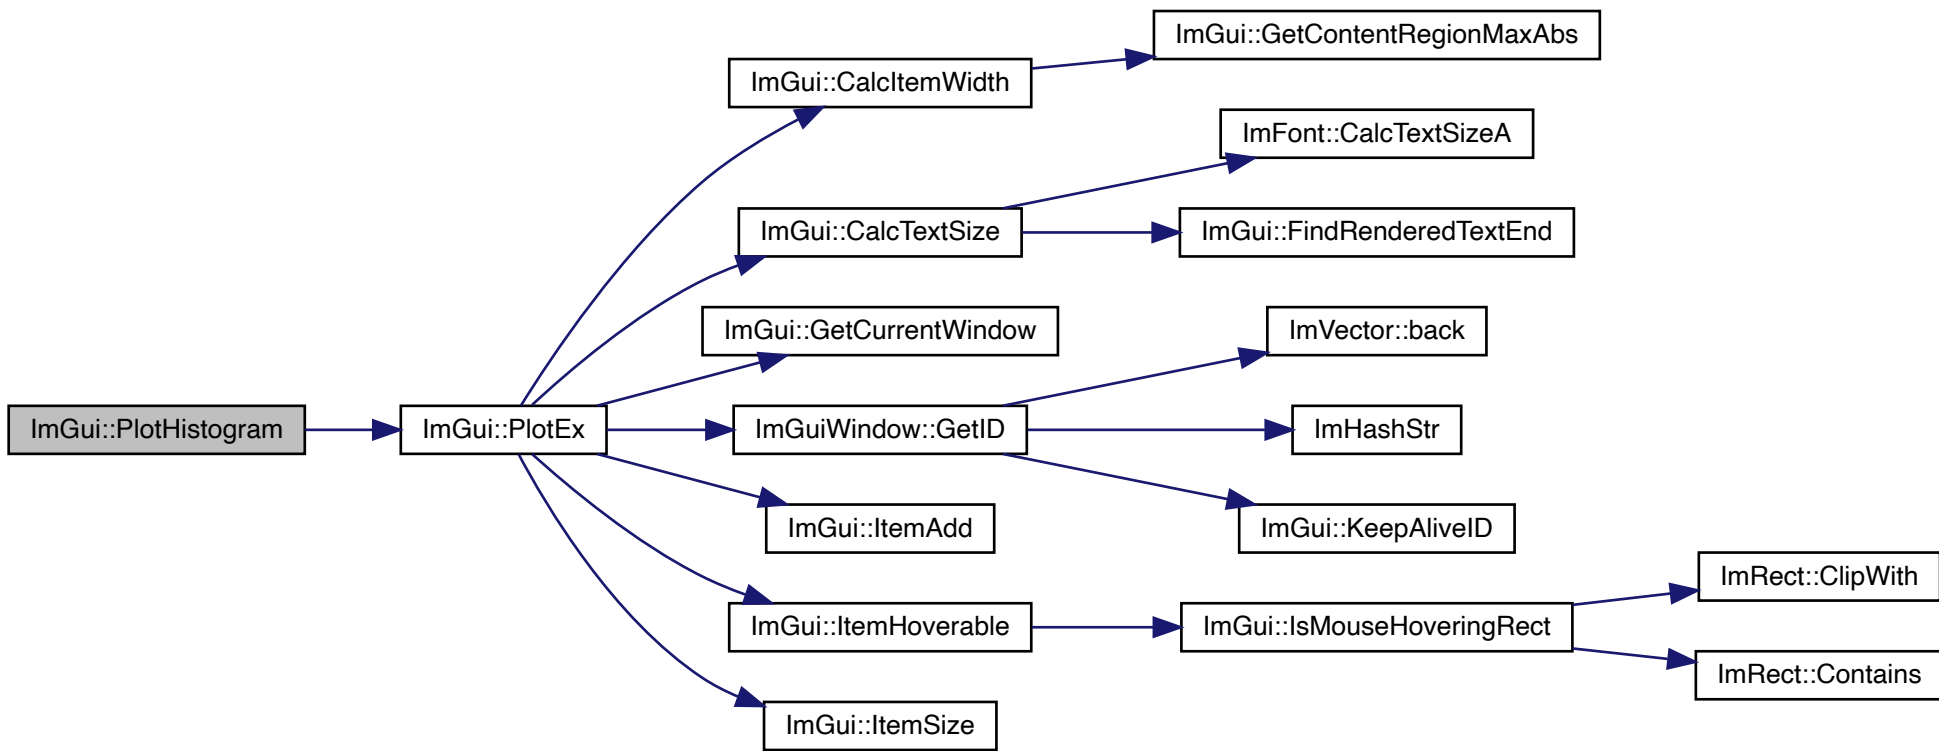 ImGui::GetContentRegionMaxAbs
ImGui::CalcItemWidth
ImFont::CalcTextSizeA
ImGui::CalcTextSize
ImGui::FindRenderedTextEnd
ImGui::GetCurrentWindow
ImVector::back
ImGui::PlotHistogram
ImGui::PlotEx
ImGuiWindow::GetID
ImHashStr
ImGui::ItemAdd
ImGui::KeepAliveID
ImRect::ClipWith
ImGui::ItemHoverable
ImGui::IsMouseHoveringRect
ImRect::Contains
ImGui::ItemSize